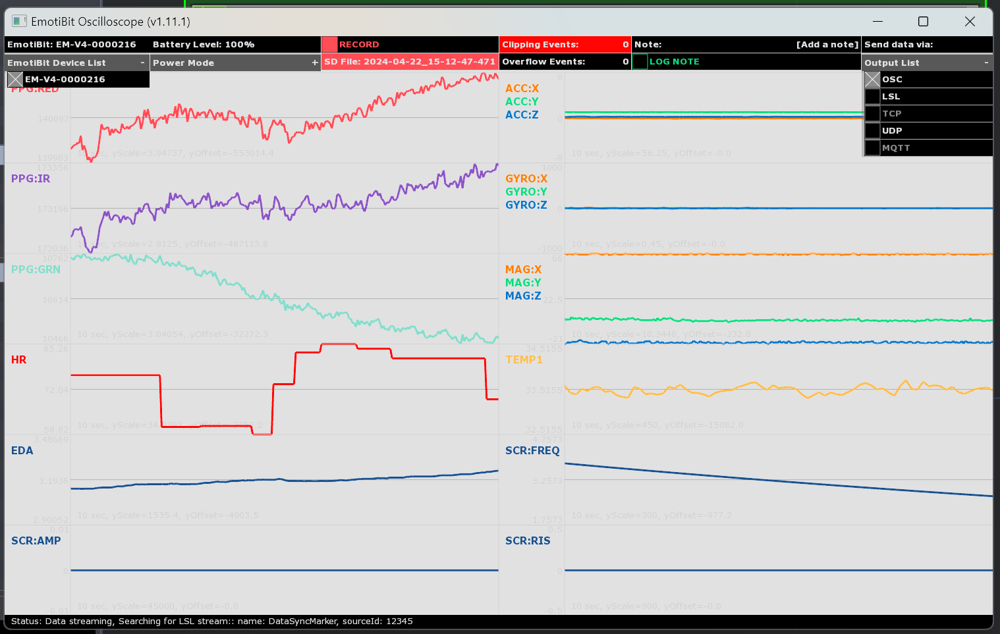 EmotiBit Oscilloscope (v1.11.1)
EmotiBit: EM-V4-0000216
Battery Level: 100%
RECORD
Clipping Events: 0
Note: [Add a note]
Send data via:
EmotiBit Device List -
Power Mode +
SD File: 2024-04-22_15-12-47-471
Overflow Events: 0
LOG NOTE
Output List -
EM-V4-0000216
OSC
LSL
TCP
UDP
MQTT
PPG:RED
140097
139983
10 sec, yScale=3.94737, yOffset=-553014.4
ACC:X
ACC:Y
ACC:Z
8
0
-8
10 sec, yScale=56.25, yOffset=-0.0
173356
PPG:IR
173196
173036
10 sec, yScale=2.8125, yOffset=-487113.8
1000
GYRO:X
GYRO:Y
GYRO:Z
0
-1000
10 sec, yScale=0.45, yOffset=-0.0
10762
PPG:GRN
10614
10466
10 sec, yScale=3.04054, yOffset=-32272.3
66
MAG:X
MAG:Y
MAG:Z
22.5
-21
10 sec, yScale=10.3448, yOffset=-232.8
85.26
HR
72.04
58.82
34.5155
TEMP1
33.5155
32.5155
10 sec, yScale=450, yOffset=-15082.0
3.48669
EDA
3.1936
2.90052
10 sec, yScale=1535.4, yOffset=-4903.5
4.7573
SCR:FREQ
3.2573
1.7573
10 sec, yScale=300, yOffset=-977.2
0.01
SCR:AMP
0
-0.01
10 sec, yScale=45000, yOffset=-0.0
0.5
SCR:RIS
0
-0.5
10 sec, yScale=900, yOffset=-0.0
Status: Data streaming, Searching for LSL stream:: name: DataSyncMarker, sourceId: 12345